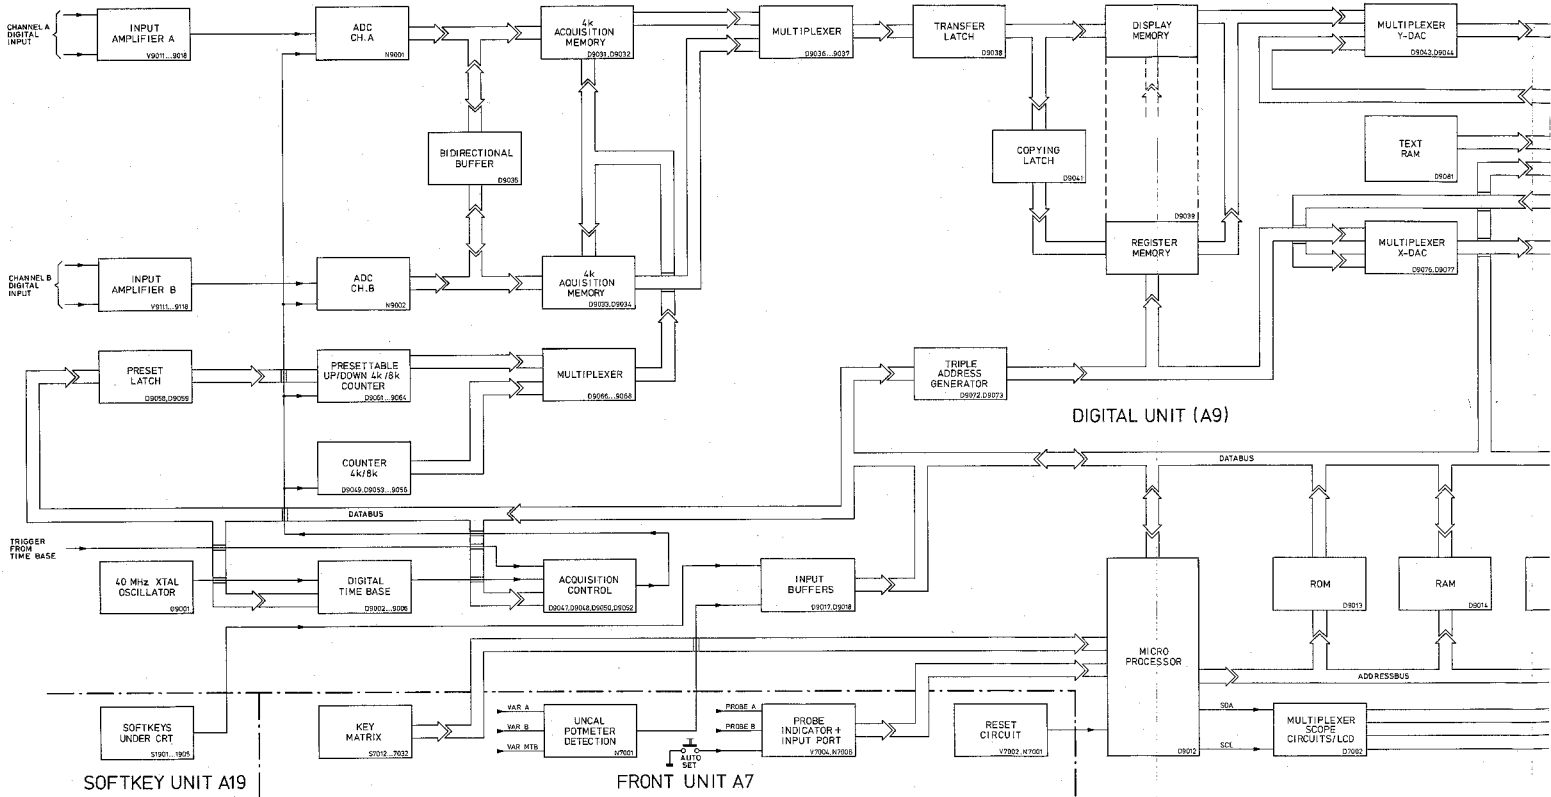 CHANNEL A
DIGITAL
INPUT
INPUT
AMPLIFIER A
V9011...9018
ADC
CH.A
N9001
4k
ACQUISITION
MEMORY
D9031, D9032
MULTIPLEXER
D9036...9037
TRANSFER
LATCH
D9038
DISPLAY
MEMORY
MULTIPLEXER
Y-DAC
D9043, D9044
BIDIRECTIONAL
BUFFER
D9035
COPYING
LATCH
D9041
TEXT
RAM
D9081
D9039
CHANNEL B
DIGITAL
INPUT
INPUT
AMPLIFIER B
V9111...9118
ADC
CH.B
N9002
4k
AQUISITION
MEMORY
D9033, D9034
REGISTER
MEMORY
MULTIPLEXER
X-DAC
D9076, D9077
PRESET
LATCH
D9058, D9059
PRESETTABLE
UP/DOWN 4k/8k
COUNTER
D9061...9064
MULTIPLEXER
D9066...9068
TRIPLE
ADDRESS
GENERATOR
D9072, D9073
DIGITAL UNIT (A9)
COUNTER
4k/8k
D9049, D9053...9056
DATABUS
DATABUS
TRIGGER
FROM
TIME BASE
40 MHz XTAL
OSCILLATOR
G9001
DIGITAL
TIME BASE
D9002...9006
ACQUISITION
CONTROL
D9047, D9048, D9050, D9052
INPUT
BUFFERS
D9017, D9018
ROM
D9013
RAM
D9014
MICRO
PROCESSOR
D9012
ADDRESSBUS
SOFTKEYS
UNDER CRT
S1901...1905
KEY
MATRIX
S7012...7032
VAR A
VAR B
VAR MTB
UNCAL
POTMETER
DETECTION
N7001
PROBE A
PROBE B
AUTO
SET
PROBE
INDICATOR +
INPUT PORT
V7004, N7006
RESET
CIRCUIT
V7002, N7001
SDA
SCL
MULTIPLEXER
SCOPE
CIRCUITS/LCD
D7002
SOFTKEY UNIT A19
FRONT UNIT A7